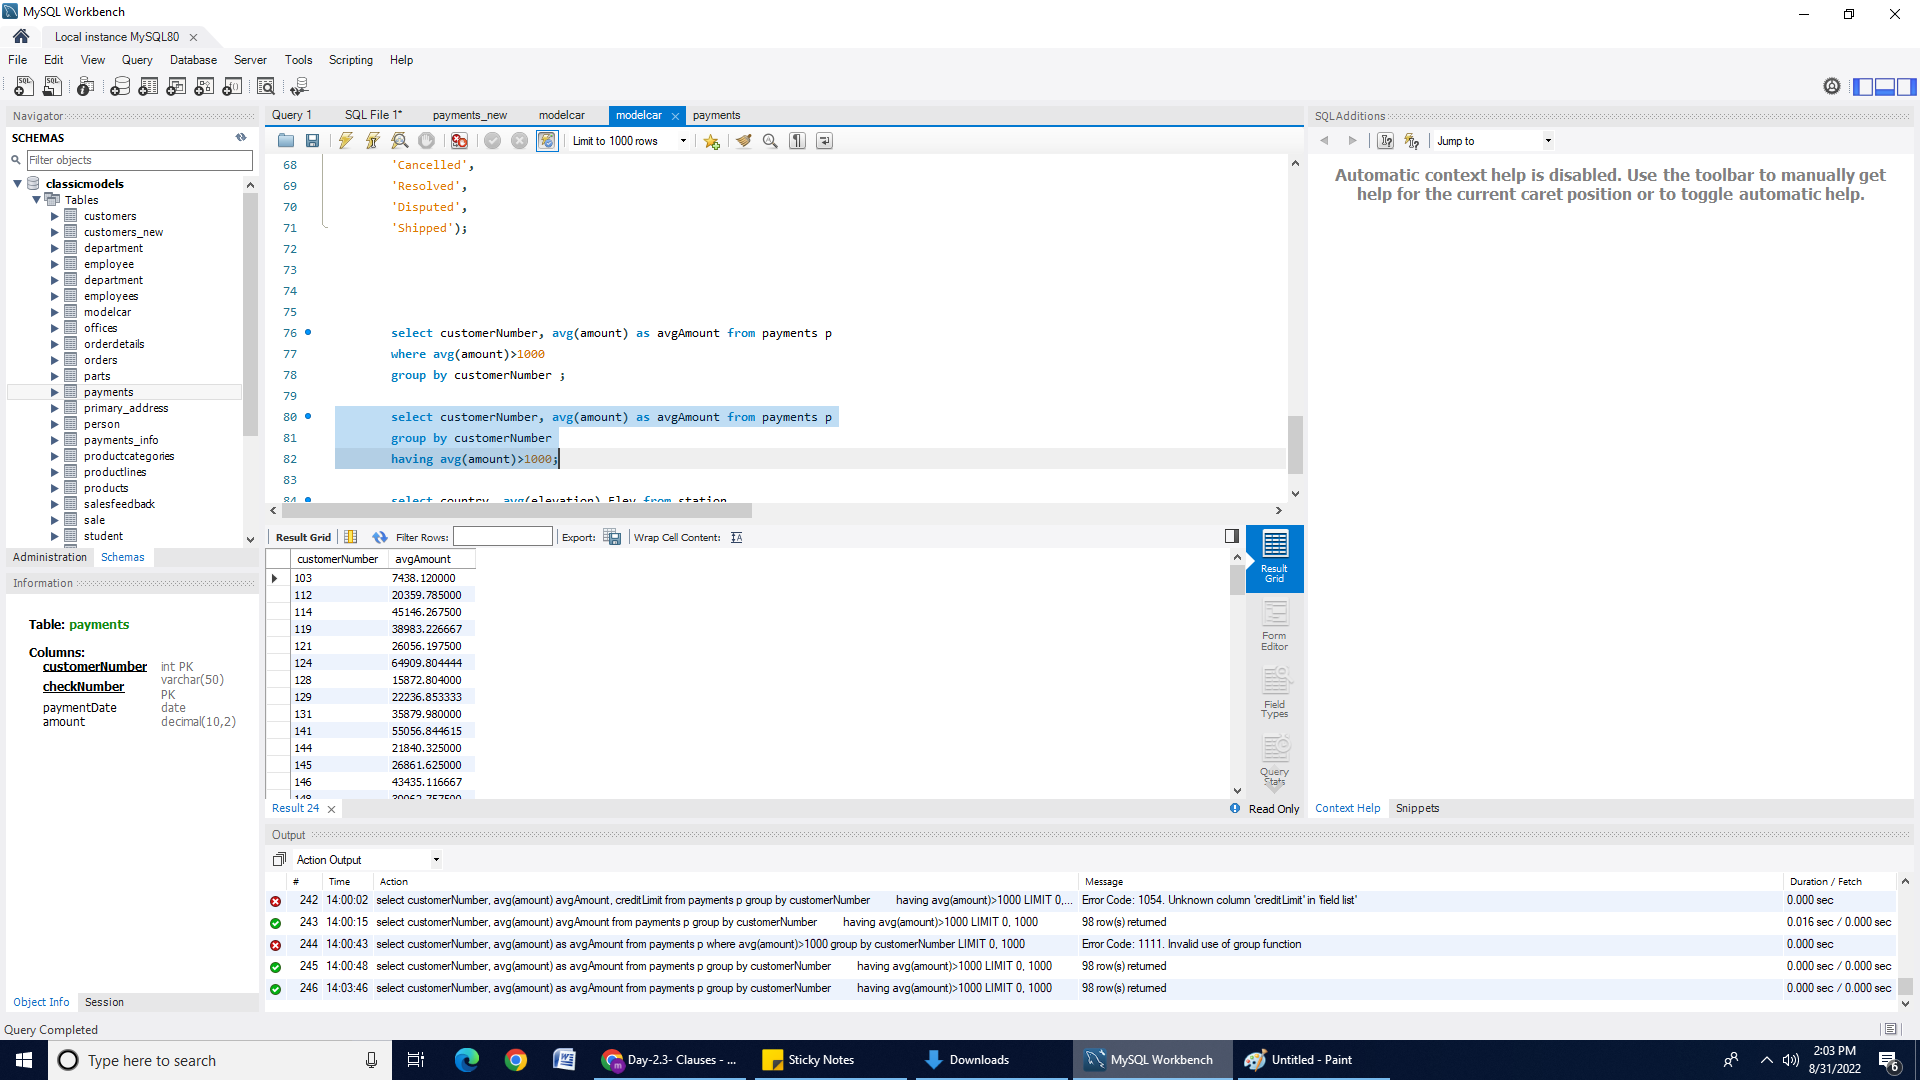 MySQL Workbench
Local instance MySQL80
File Edit View Query Database Server Tools Scripting Help
Navigator
SCHEMAS
Filter objects
classicmodels
Tables
customers
customers_new
department
employee
department
employees
modelcar
offices
orderdetails
orders
parts
payments
primary_address
person
payments_info
productcategories
productlines
products
salesfeedback
sale
student
Administration Schemas
Information
Table: payments
Columns:
customerNumber int PK
checkNumber varchar(50) PK
paymentDate date
amount decimal(10,2)
Object Info Session
Query Completed
Query 1 SQL File 1* payments_new modelcar modelcar payments
Limit to 1000 rows
68 'Cancelled',
69 'Resolved',
70 'Disputed',
71 'Shipped');
72
73
74
75
76 select customerNumber, avg(amount) as avgAmount from payments p
77 where avg(amount)>1000
78 group by customerNumber ;
79
80 select customerNumber, avg(amount) as avgAmount from payments p
81 group by customerNumber
82 having avg(amount)>1000;
83
84 select country, avg(elevation) Elev from station
Result Grid Filter Rows: Export: Wrap Cell Content:
customerNumber avgAmount
103 7438.120000
112 20359.785000
114 45146.267500
119 38983.226667
121 26056.197500
124 64909.804444
128 15872.804000
129 22236.853333
131 35879.980000
141 55056.844615
144 21840.325000
145 26861.625000
146 43435.116667
148 39062.757500
Result Grid
Form Editor
Field Types
Query Stats
Result 24 Read Only
SQLAdditions
Jump to
Automatic context help is disabled. Use the toolbar to manually get
help for the current caret position or to toggle automatic help.
Context Help Snippets
Output
Action Output
# Time Action Message Duration / Fetch
242 14:00:02 select customerNumber, avg(amount) avgAmount, creditLimit from payments p group by customerNumber having avg(amount)>1000 LIMIT 0,... Error Code: 1054. Unknown column 'creditLimit' in 'field list' 0.000 sec
243 14:00:15 select customerNumber, avg(amount) avgAmount from payments p group by customerNumber having avg(amount)>1000 LIMIT 0, 1000 98 row(s) returned 0.016 sec / 0.000 sec
244 14:00:43 select customerNumber, avg(amount) as avgAmount from payments p where avg(amount)>1000 group by customerNumber LIMIT 0, 1000 Error Code: 1111. Invalid use of group function 0.000 sec
245 14:00:48 select customerNumber, avg(amount) as avgAmount from payments p group by customerNumber having avg(amount)>1000 LIMIT 0, 1000 98 row(s) returned 0.000 sec / 0.000 sec
246 14:03:46 select customerNumber, avg(amount) as avgAmount from payments p group by customerNumber having avg(amount)>1000 LIMIT 0, 1000 98 row(s) returned 0.000 sec / 0.000 sec
Type here to search
Day-2.3- Clauses - ...
Sticky Notes
Downloads
MySQL Workbench
Untitled - Paint
2:03 PM
8/31/2022
6